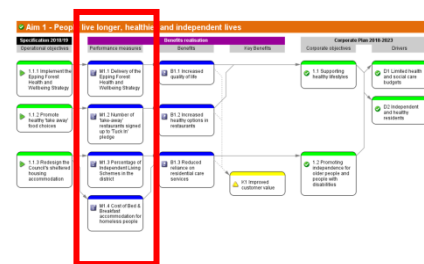 Aim 1 - People live longer, healthier and independent lives
Specification 2018/19
Benefits realisation
Corporate Plan 2018-2023
Operational objectives
Performance measures
Benefits
Key Benefits
Corporate objectives
Drivers
1.1.1 Implement the
Epping Forest
Health and
Wellbeing Strategy
M1.1 Delivery of the
Epping Forest
Health and
Wellbeing Strategy
B1.1 Increased
quality of life
1.1 Supporting
healthy lifestyles
D1 Limited health
and social care
budgets
1.1.2 Promote
healthy 'take away'
food choices
M1.2 Number of
'take-away'
restaurants signed
up to 'Tuck In'
pledge
B1.2 Increased
healthy options in
restaurants
D2 Independent
and healthy
residents
1.1.3 Redesign the
Council's sheltered
housing
accommodation
M1.3 Percentage of
Independent Living
Schemes in the
district
B1.3 Reduced
reliance on
residential care
services
K1 Improved
customer value
1.2 Promoting
independence for
older people and
people with
disabilities
M1.4 Cost of Bed &
Breakfast
accommodation for
homeless people